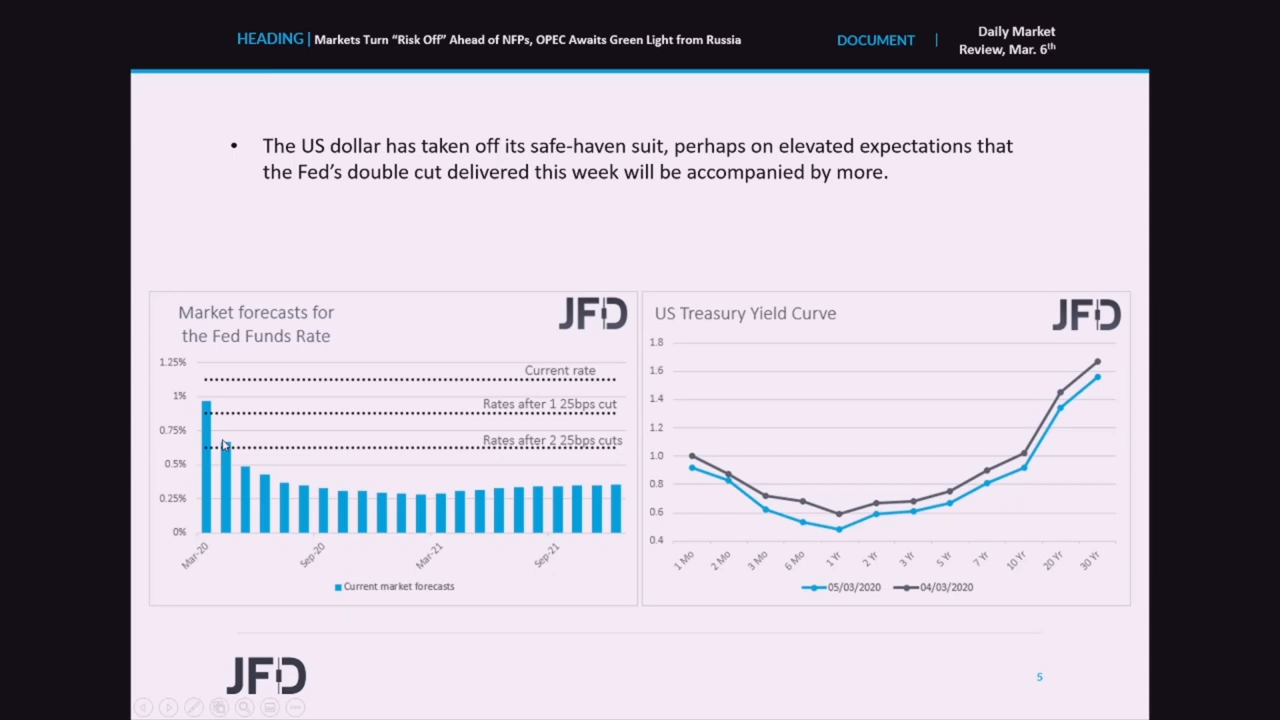 HEADING | Markets Turn “Risk Off” Ahead of NFPs, OPEC Awaits Green Light from Russia
DOCUMENT |
Daily Market
Review, Mar. 6th
• The US dollar has taken off its safe-haven suit, perhaps on elevated expectations that
the Fed’s double cut delivered this week will be accompanied by more.
Market forecasts for
the Fed Funds Rate
JFD
1.25%
Current rate
1%
Rates after 1 25bps cut
0.75%
Rates after 2 25bps cuts
0.5%
0.25%
0%
Mar-20
Sep-20
Mar-21
Sep-21
Current market forecasts
US Treasury Yield Curve
JFD
1.8
1.6
1.4
1.2
1.0
0.8
0.6
0.4
1 Mo
2 Mo
3 Mo
6 Mo
1 Yr
2 Yr
3 Yr
5 Yr
7 Yr
10 Yr
20 Yr
30 Yr
05/03/2020
04/03/2020
JFD
5